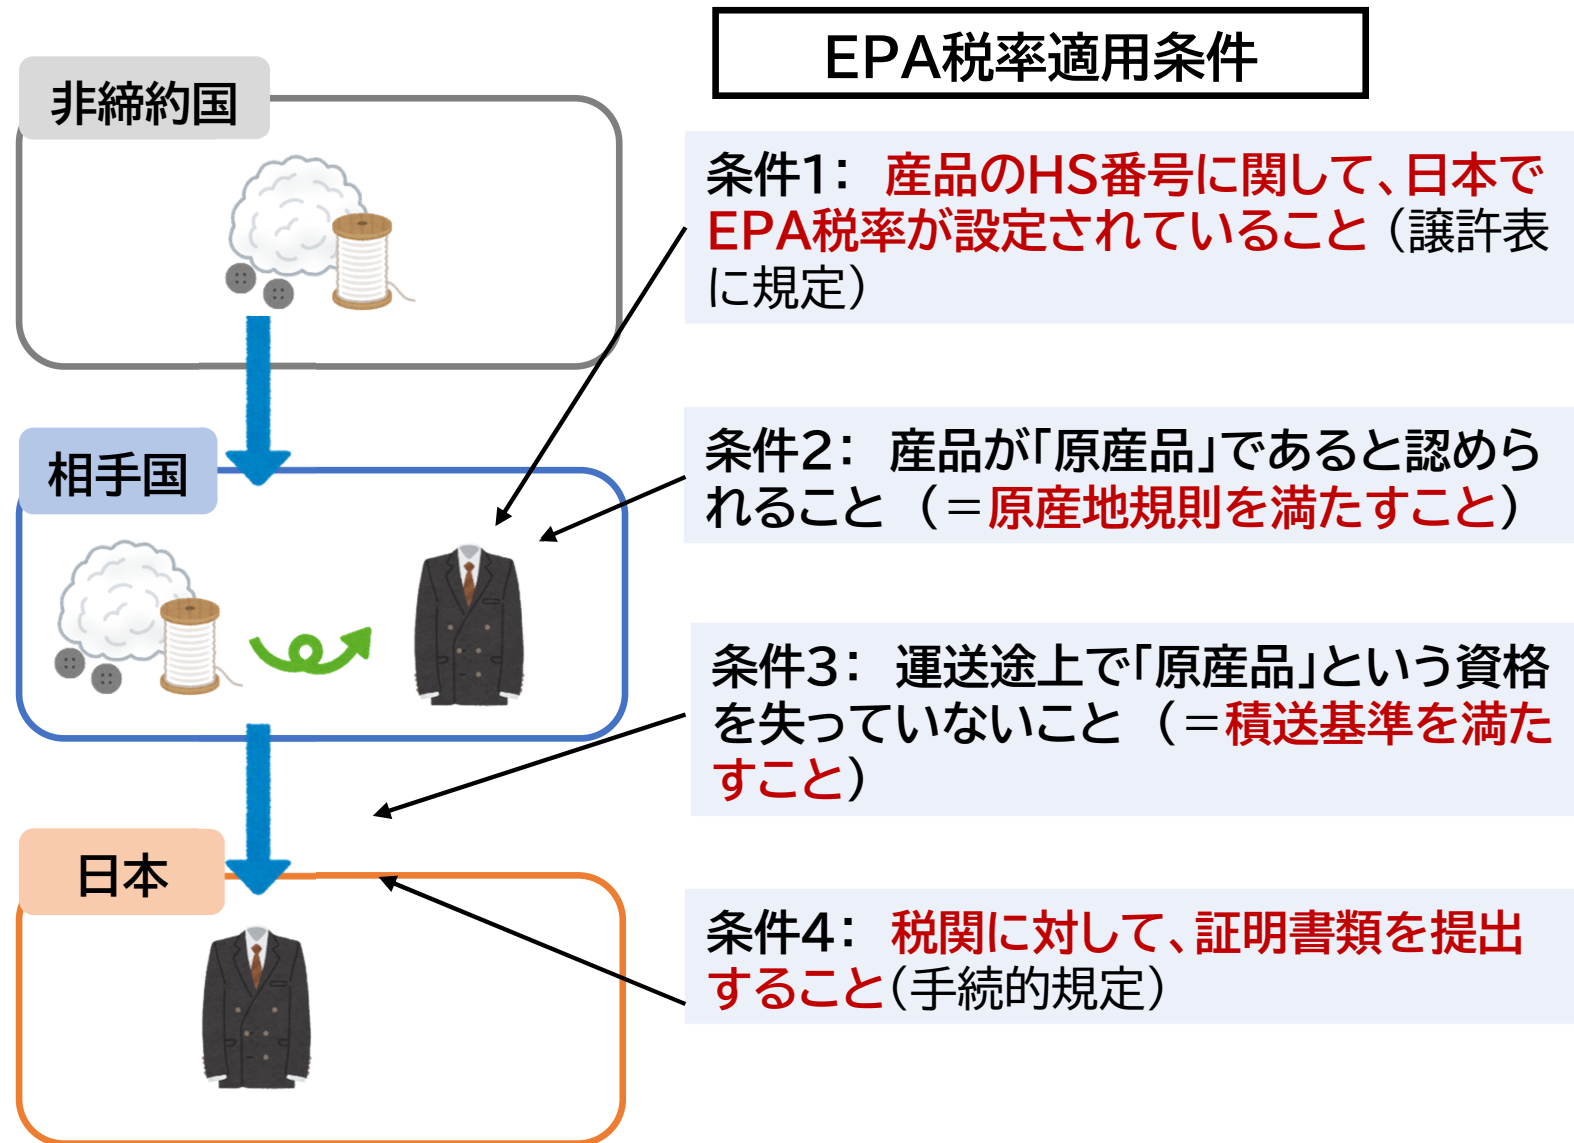 EPA税率適用条件
非締約国
条件1： 産品のHS番号に関して、日本で
EPA税率が設定されていること（譲許表
に規定）
相手国
条件2： 産品が「原産品」であると認めら
れること （＝原産地規則を満たすこと）
条件3： 運送途上で「原産品」という資格
を失っていないこと （＝積送基準を満た
すこと）
日本
条件4： 税関に対して、証明書類を提出
すること（手続的規定）